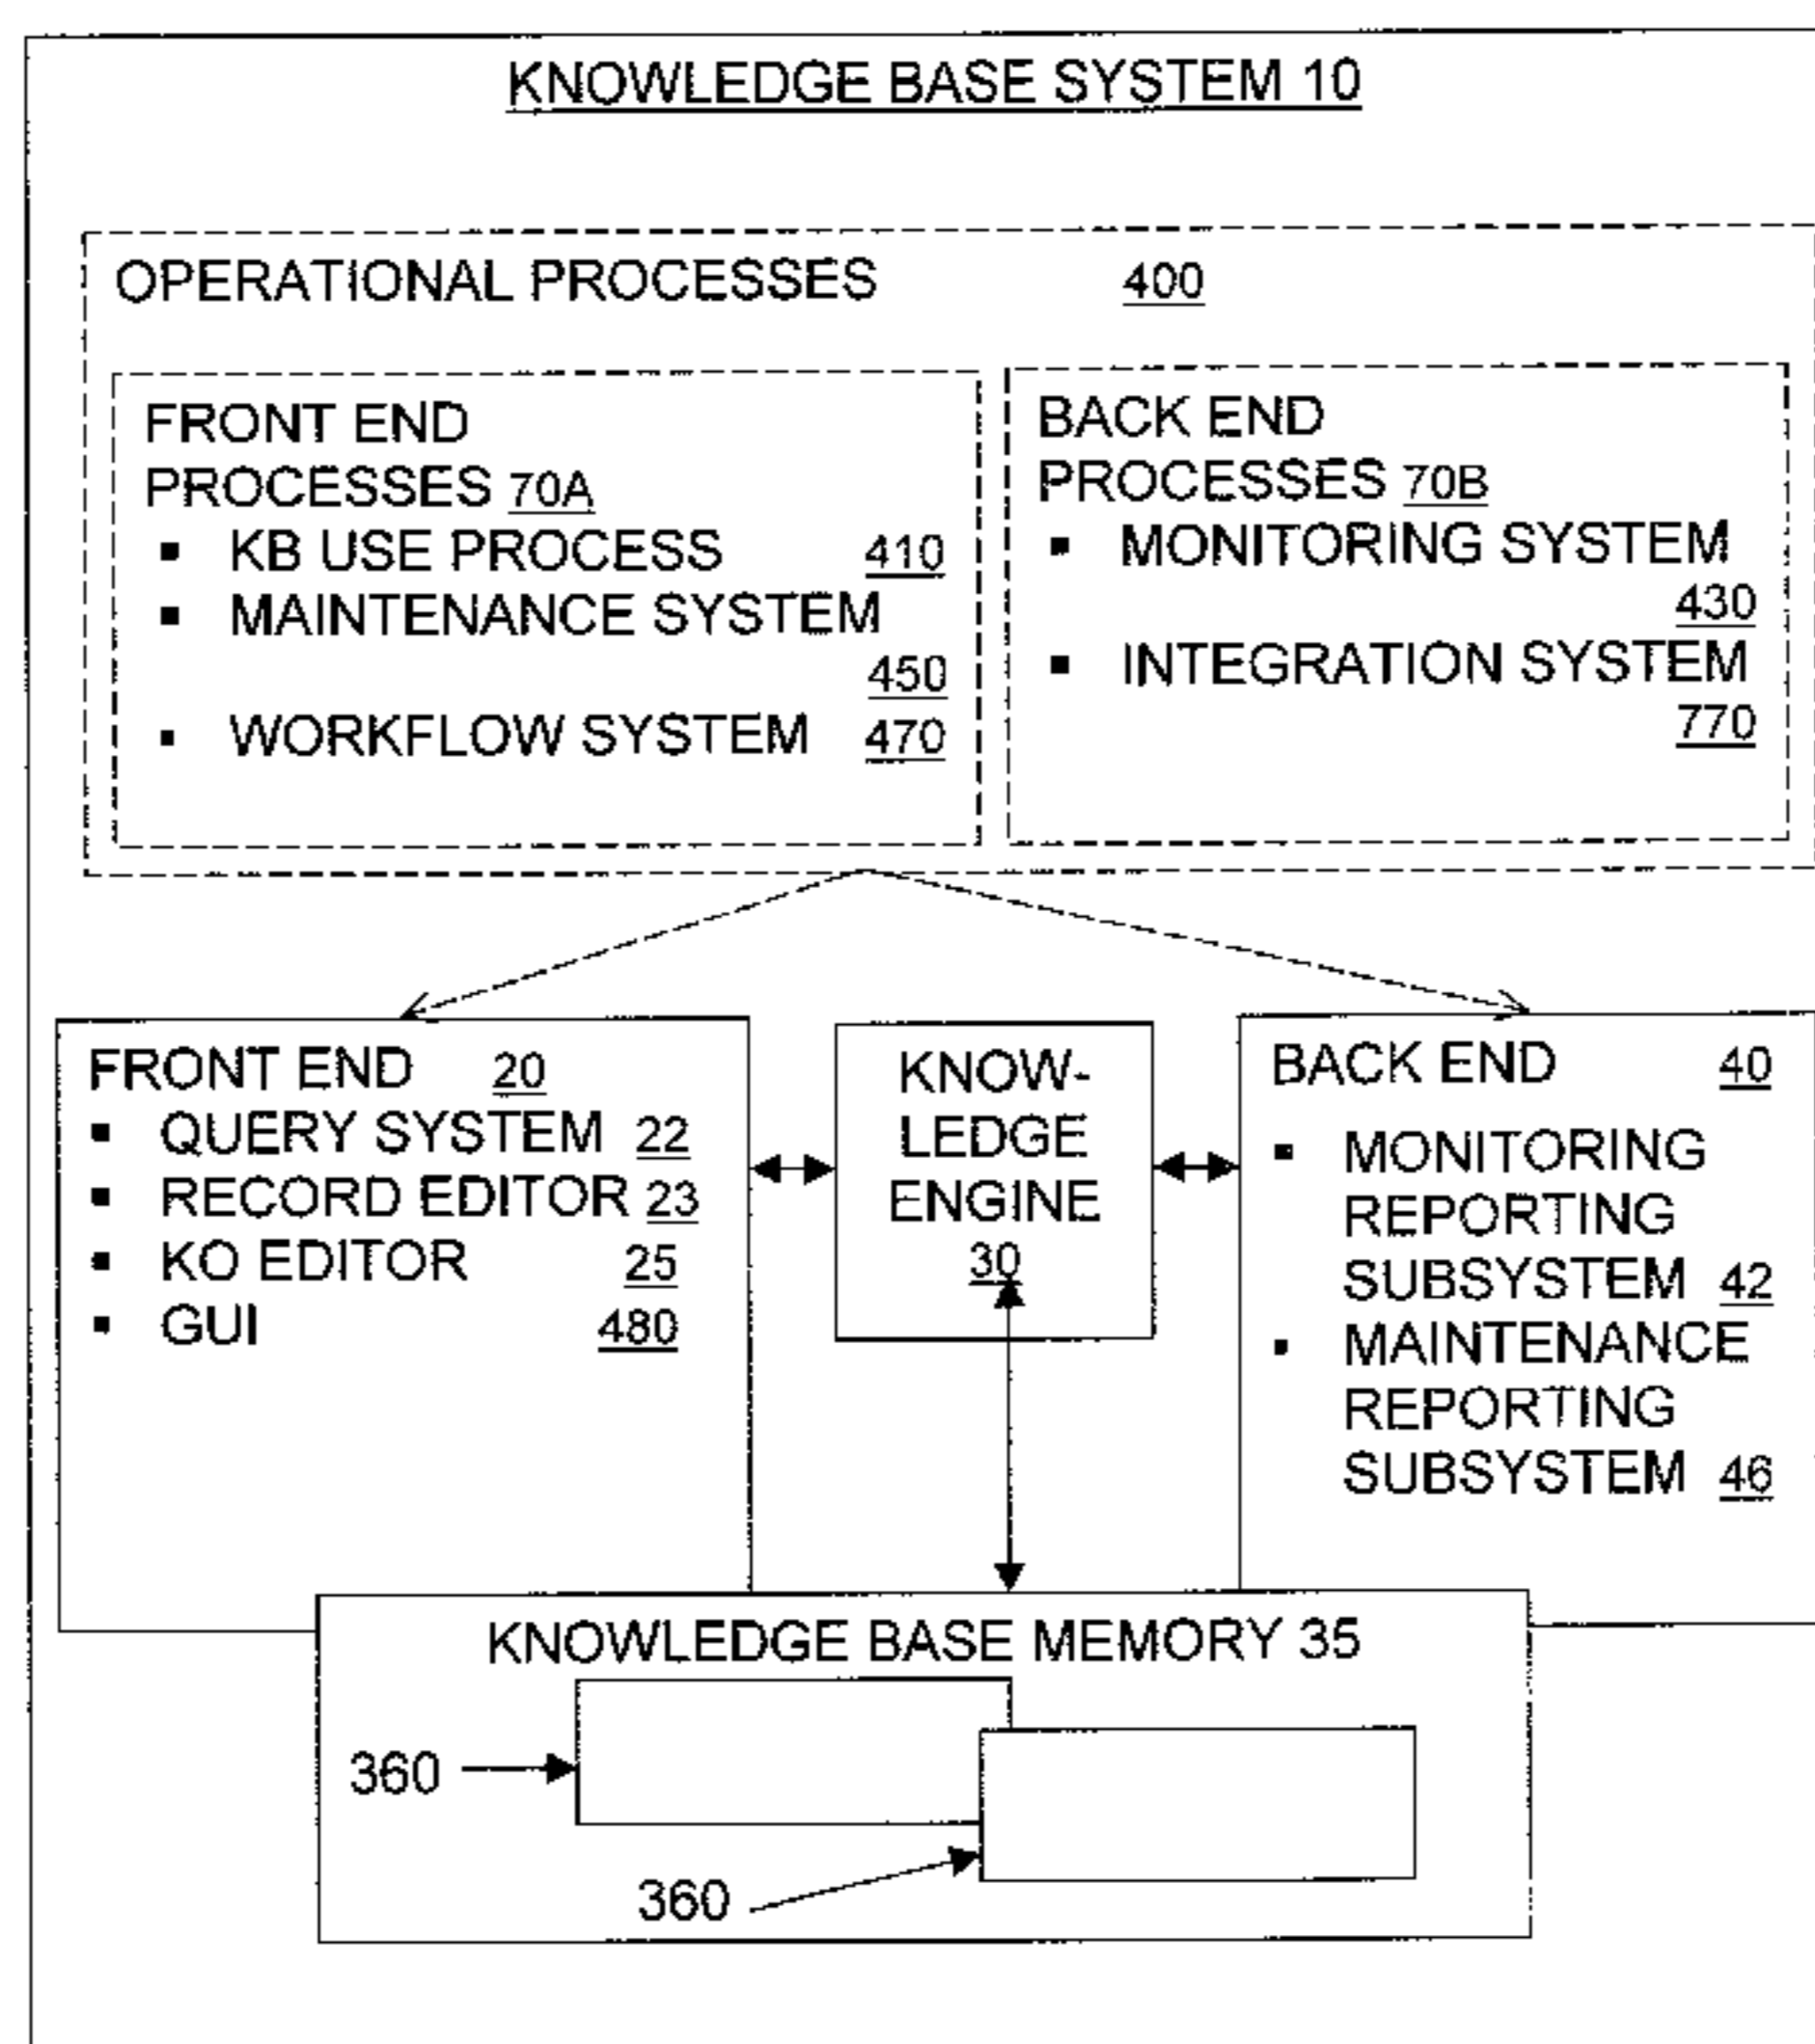 KNOWLEDGE BASE SYSTEM 10
OPERATIONAL PROCESSES 400
FRONT END
PROCESSES 70A
▪ KB USE PROCESS 410
▪ MAINTENANCE SYSTEM
450
▪ WORKFLOW SYSTEM 470
BACK END
PROCESSES 70B
▪ MONITORING SYSTEM
430
▪ INTEGRATION SYSTEM
770
FRONT END 20
▪ QUERY SYSTEM 22
▪ RECORD EDITOR 23
▪ KO EDITOR 25
▪ GUI 480
KNOW-
LEDGE
ENGINE
30
BACK END 40
▪ MONITORING
REPORTING
SUBSYSTEM 42
▪ MAINTENANCE
REPORTING
SUBSYSTEM 46
KNOWLEDGE BASE MEMORY 35
360
360